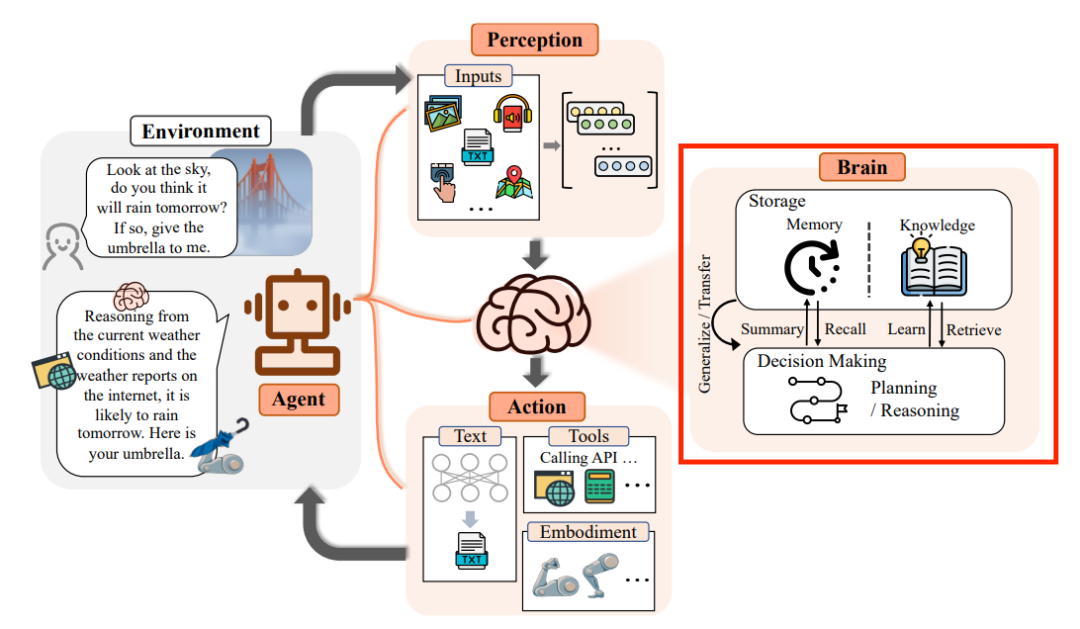 Perception
Inputs
TXT
...
...
Environment
Look at the sky,
do you think it
will rain tomorrow?
If so, give the
umbrella to me.
Reasoning from
the current weather
conditions and the
weather reports on
the internet, it is
likely to rain
tomorrow. Here is
your umbrella.
Agent
Action
Text
TXT
Tools
Calling API ...
...
Embodiment
...
Brain
Storage
Memory
Knowledge
Generalize / Transfer
Summary
Recall
Learn
Retrieve
Decision Making
Planning
/ Reasoning